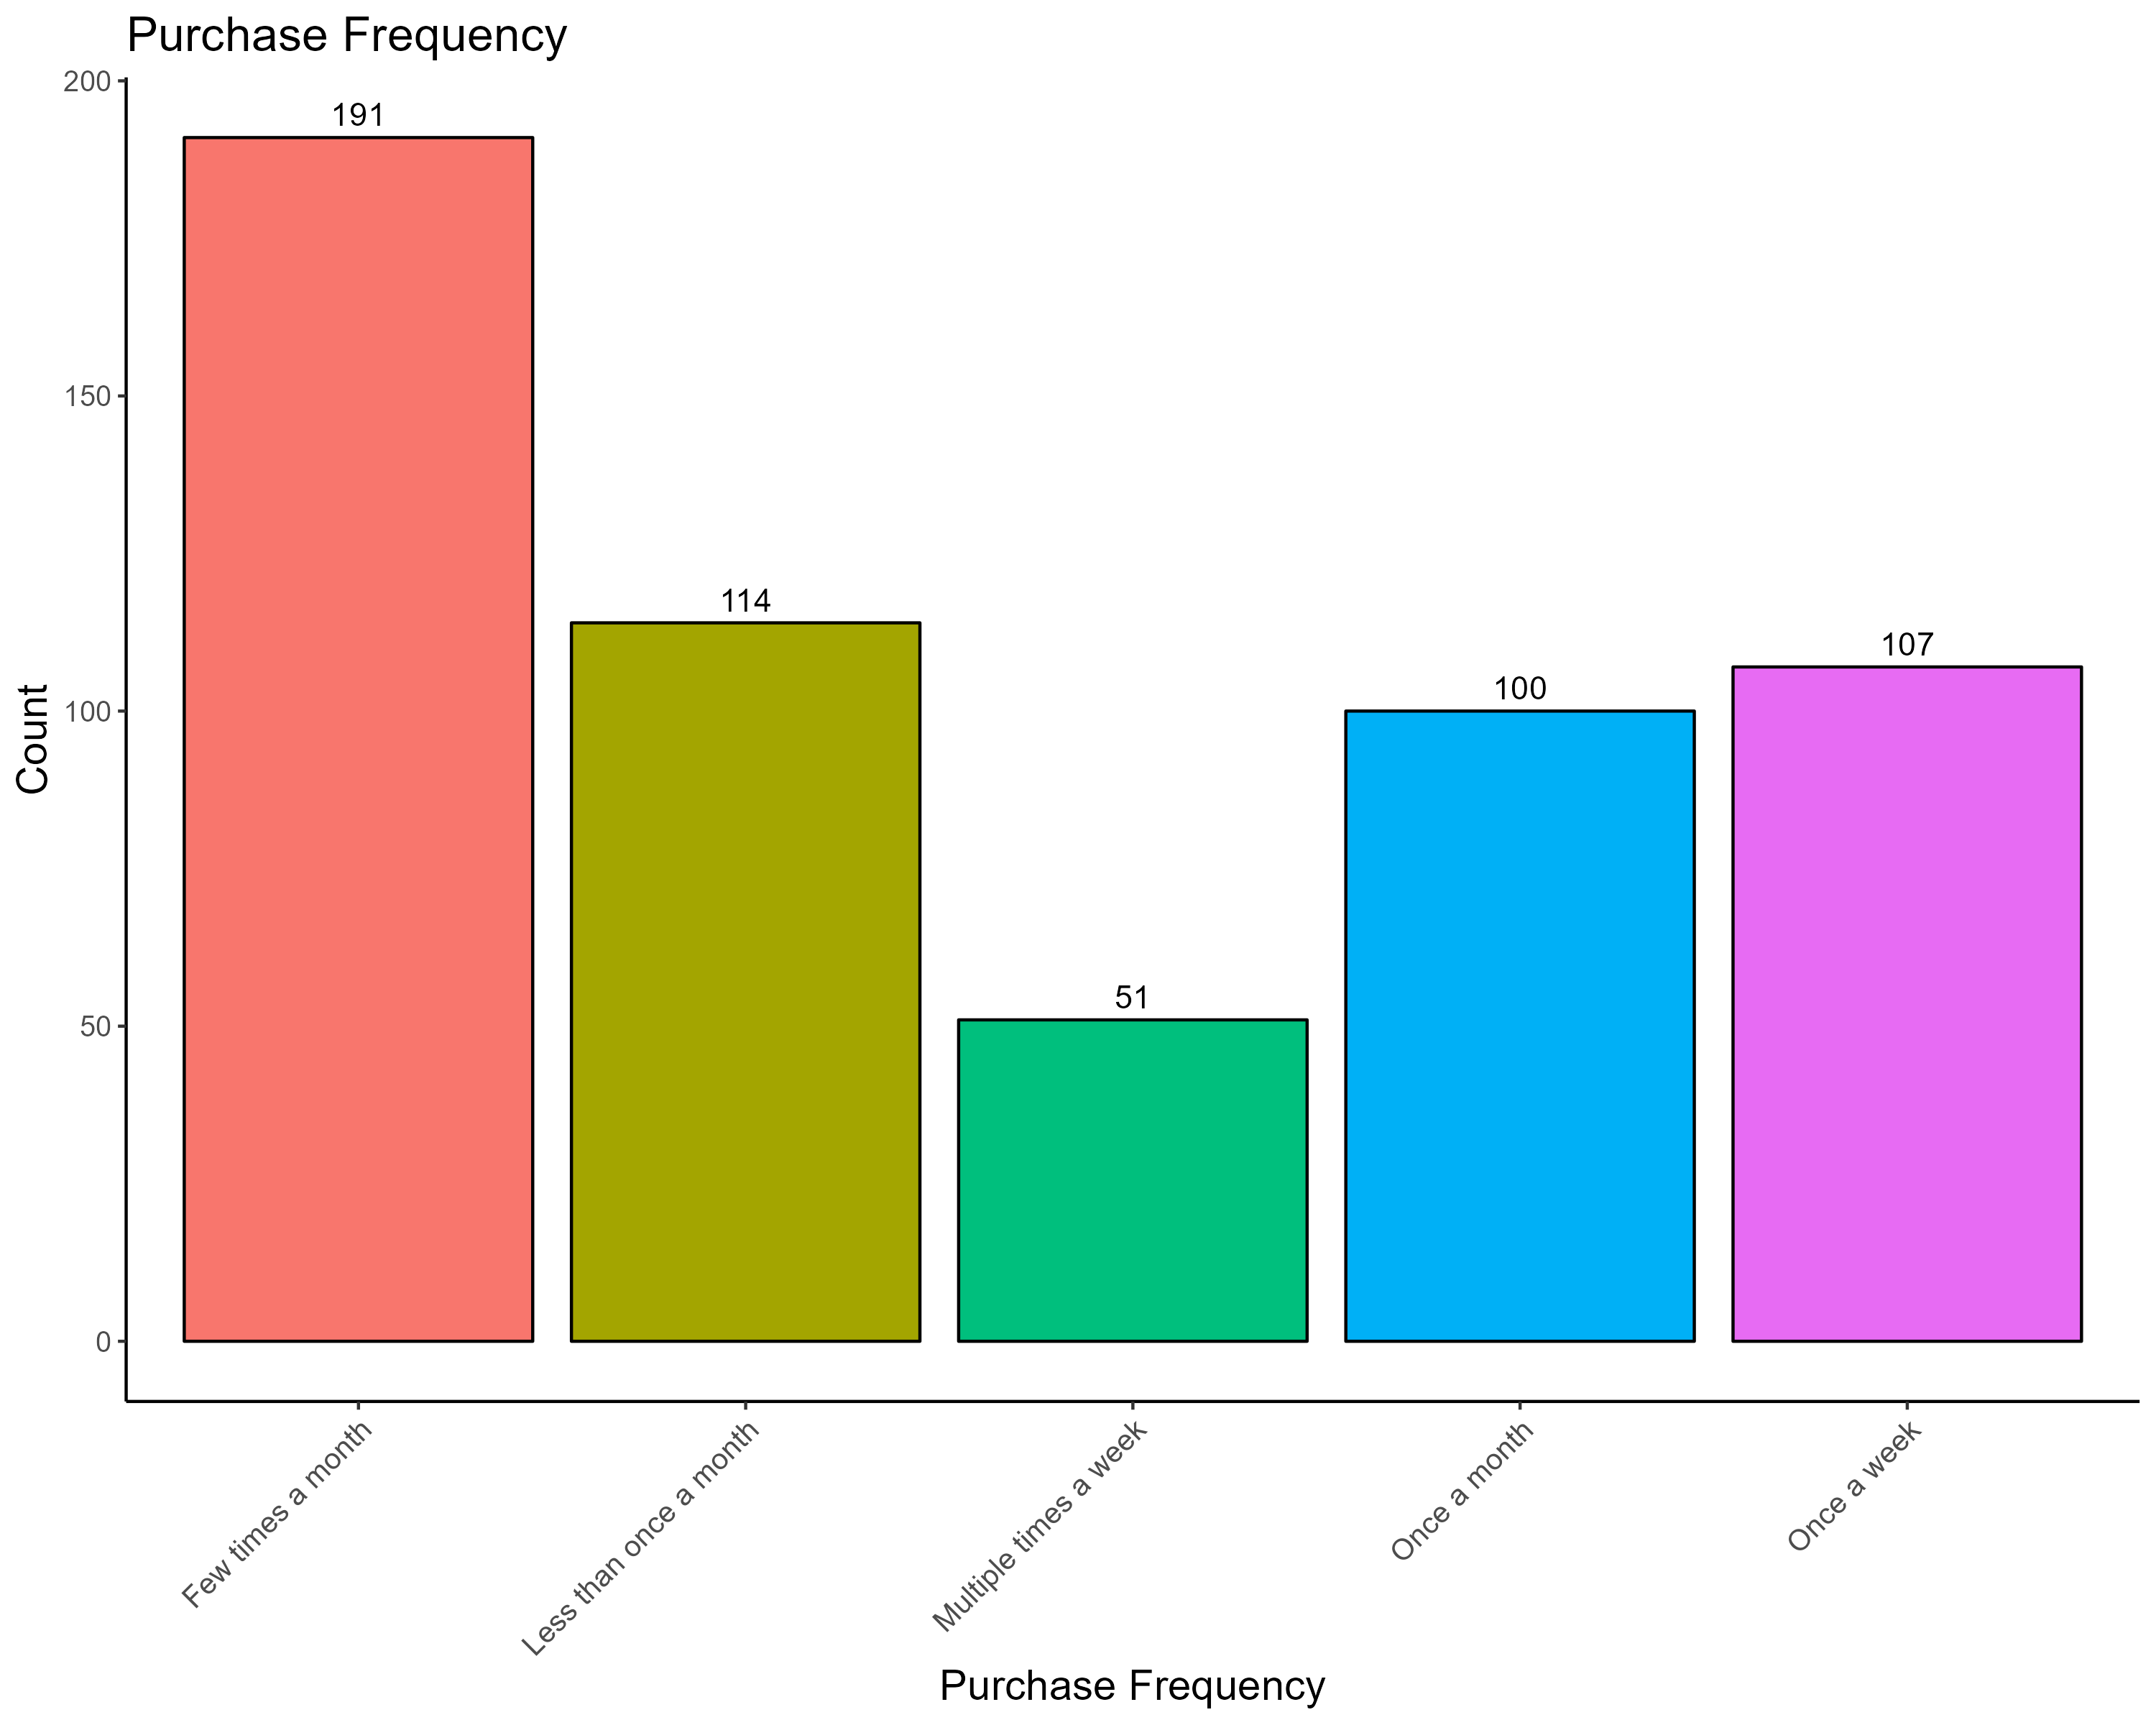 Purchase Frequency
200
150
100
50
0
Count
191
114
51
100
107
Few times a month
Less than once a month
Multiple times a week
Once a month
Once a week
Purchase Frequency